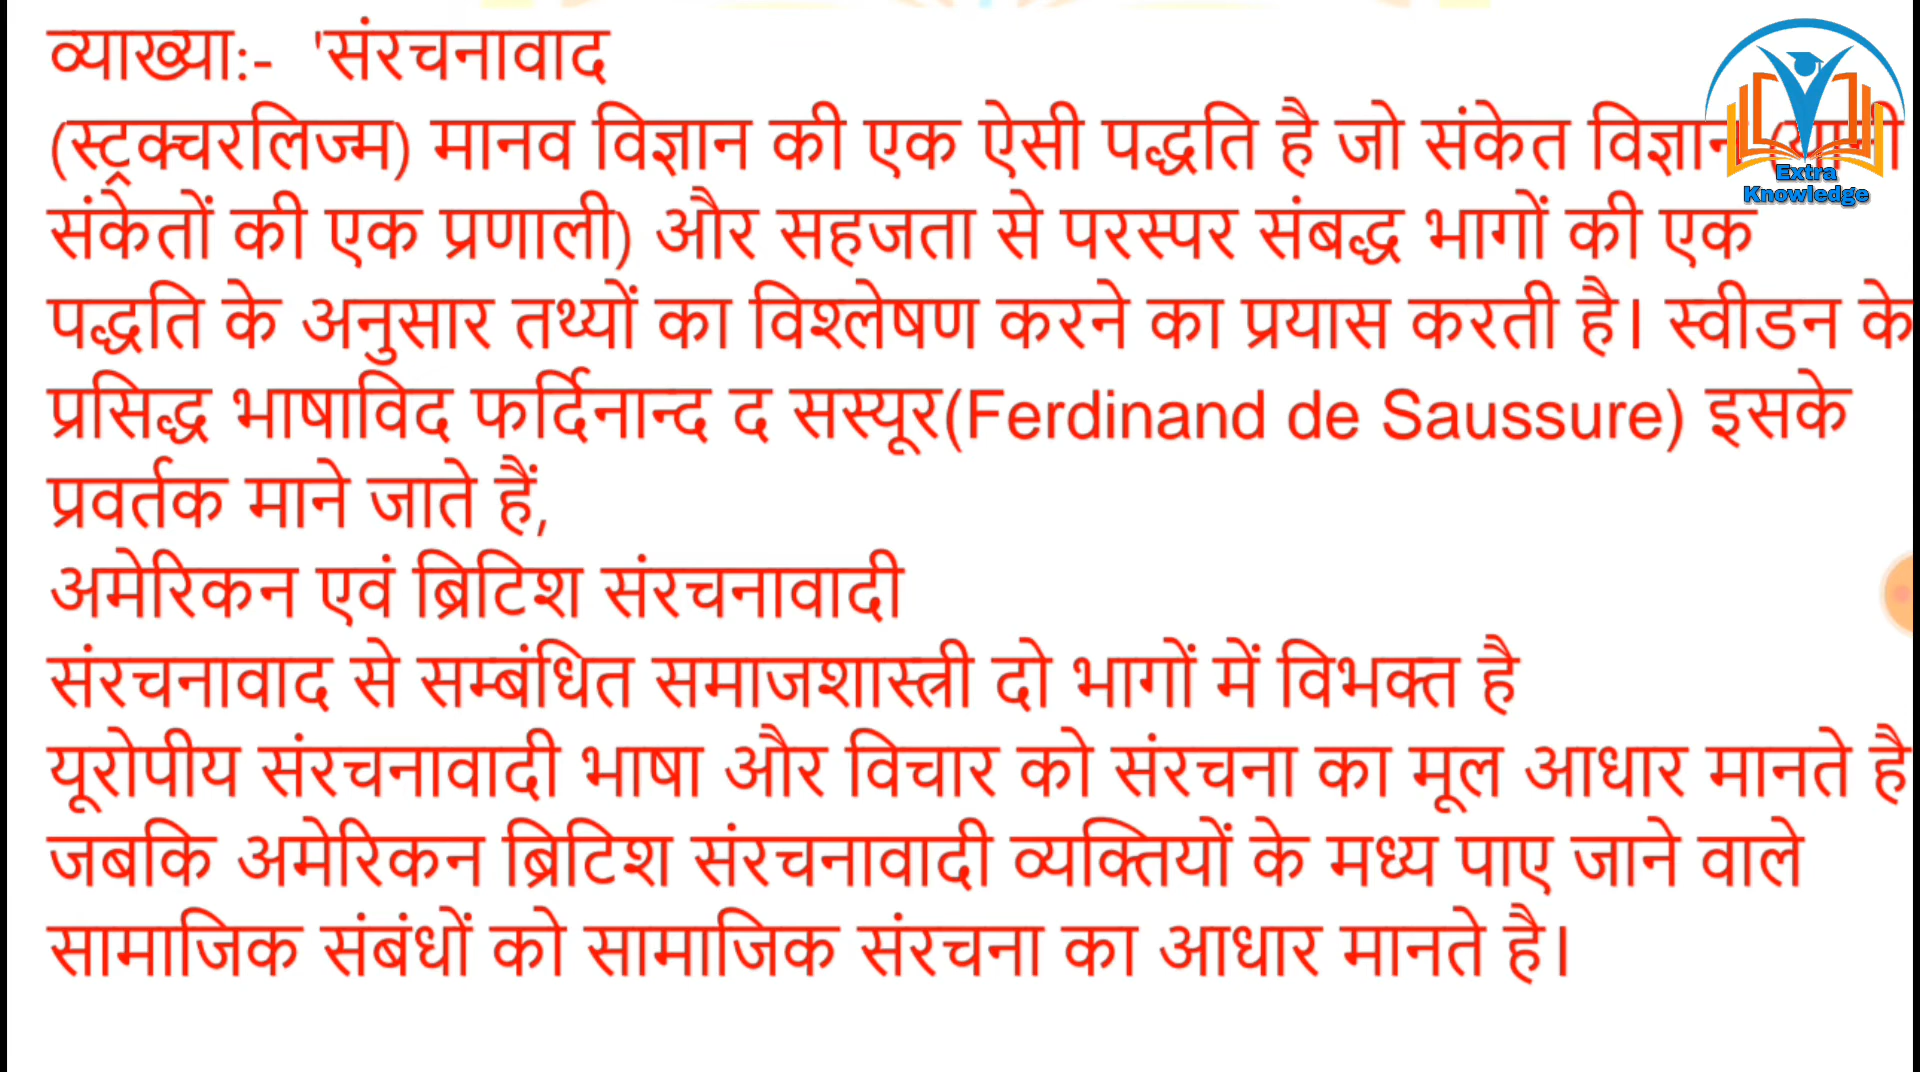 व्याख्या:- 'संरचनावाद
(स्ट्रक्चरलिज्म) मानव विज्ञान की एक ऐसी पद्धति है जो संकेत विज्ञान
संकेतों की एक प्रणाली) और सहजता से परस्पर संबद्ध भागों की एक
पद्धति के अनुसार तथ्यों का विश्लेषण करने का प्रयास करती है। स्वीडन के
प्रसिद्ध भाषाविद फर्दिनान्द द सस्यूर(Ferdinand de Saussure) इसके
प्रवर्तक माने जाते हैं,
अमेरिकन एवं ब्रिटिश संरचनावादी
संरचनावाद से सम्बंधित समाजशास्त्री दो भागों में विभक्त है
यूरोपीय संरचनावादी भाषा और विचार को संरचना का मूल आधार मानते है
जबकि अमेरिकन ब्रिटिश संरचनावादी व्यक्तियों के मध्य पाए जाने वाले
सामाजिक संबंधों को सामाजिक संरचना का आधार मानते है।
Extra
Knowledge